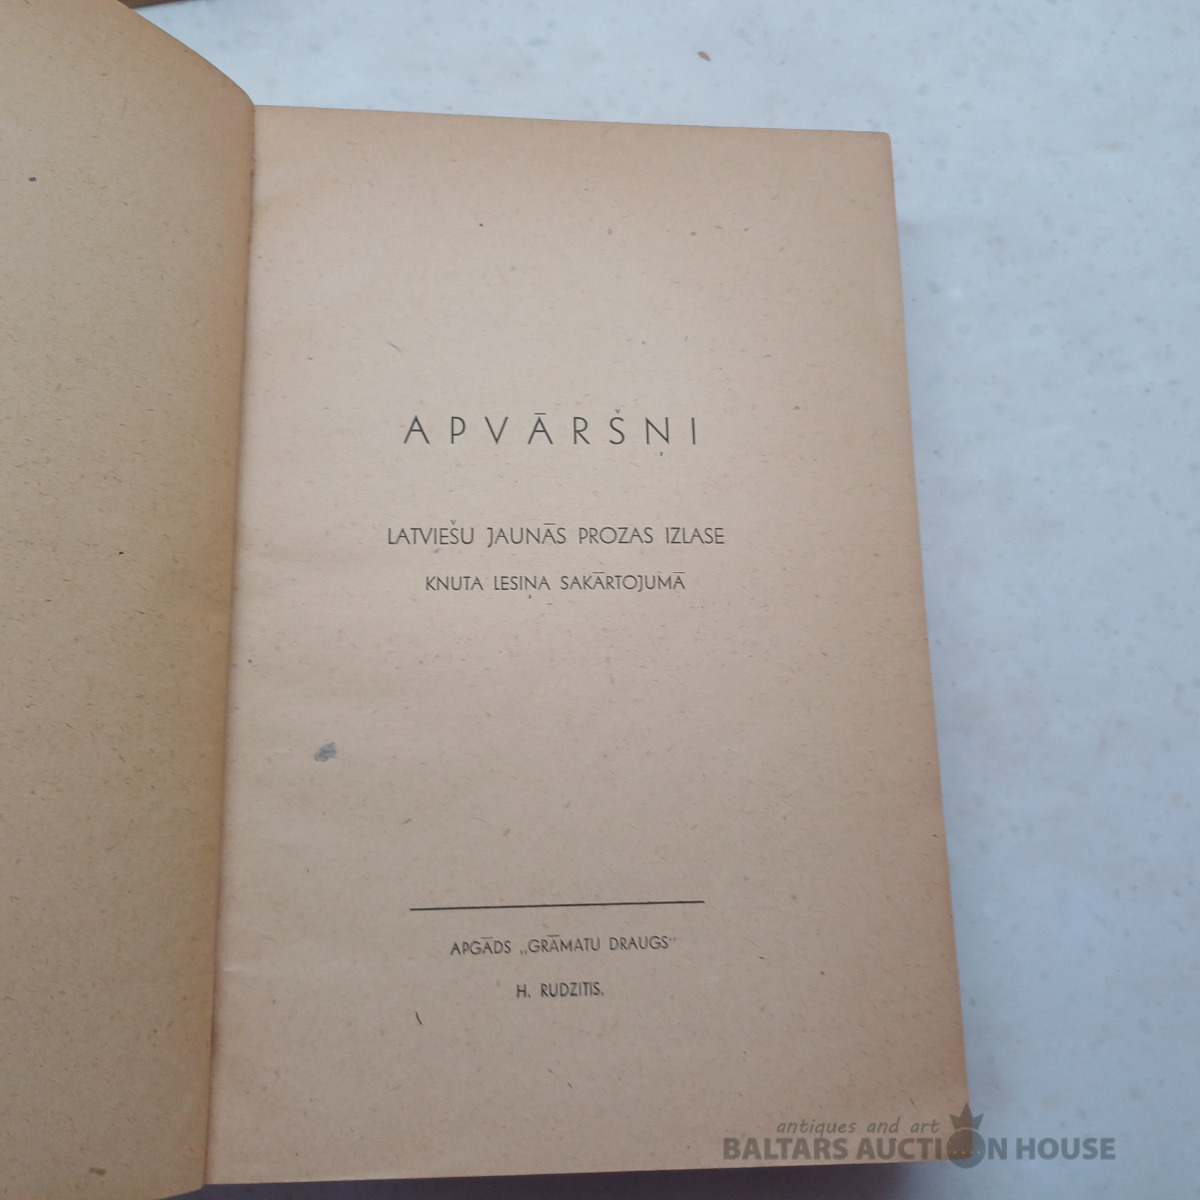 APVĀRŠŅI
LATVIEŠU JAUNĀS PROZAS IZLASE
KNUTA LESIŅA SAKĀRTOJUMĀ
APGĀDS „GRĀMATU DRAUGS"
H. RUDZITIS.
antiques and art
BALTARS AUCTION HOUSE